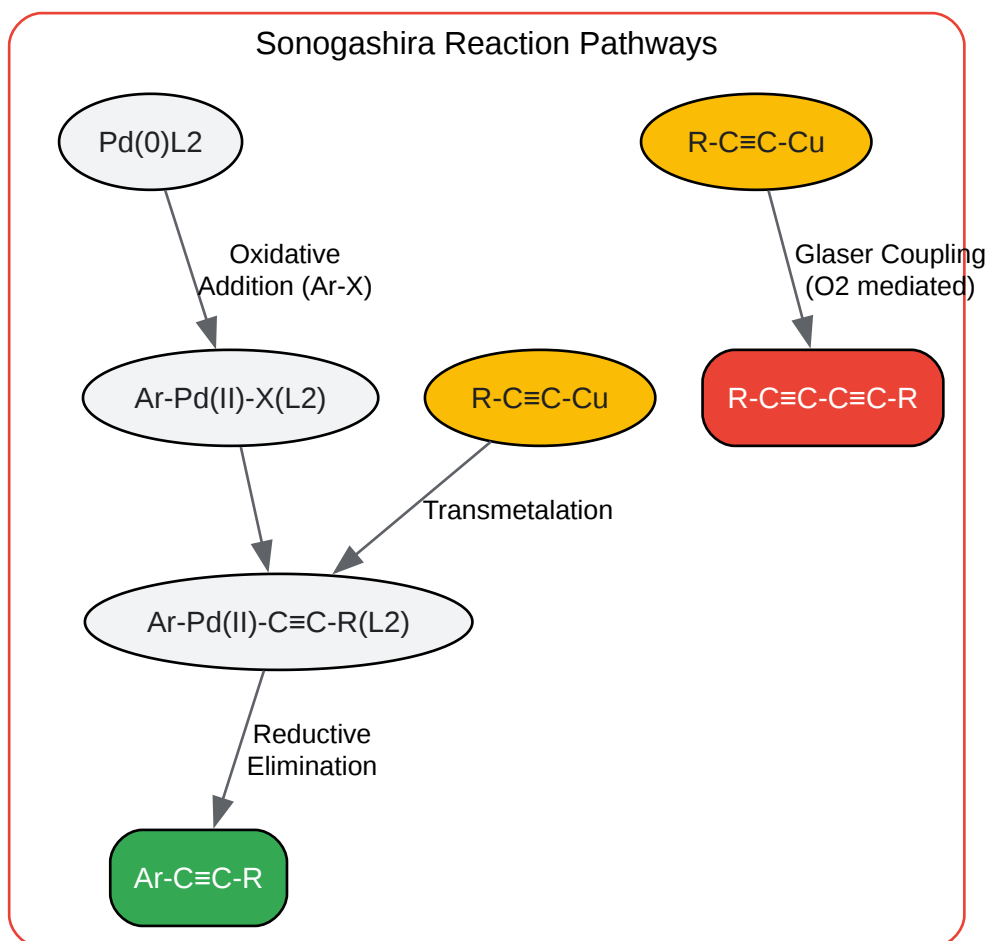 Sonogashira Reaction Pathways
Pd(0)L2
R-C≡C-Cu
Oxidative
Addition (Ar-X)
Glaser Coupling
(O2 mediated)
Ar-Pd(II)-X(L2)
R-C≡C-Cu
R-C≡C-C≡C-R
Transmetalation
Ar-Pd(II)-C≡C-R(L2)
Reductive
Elimination
Ar-C≡C-R